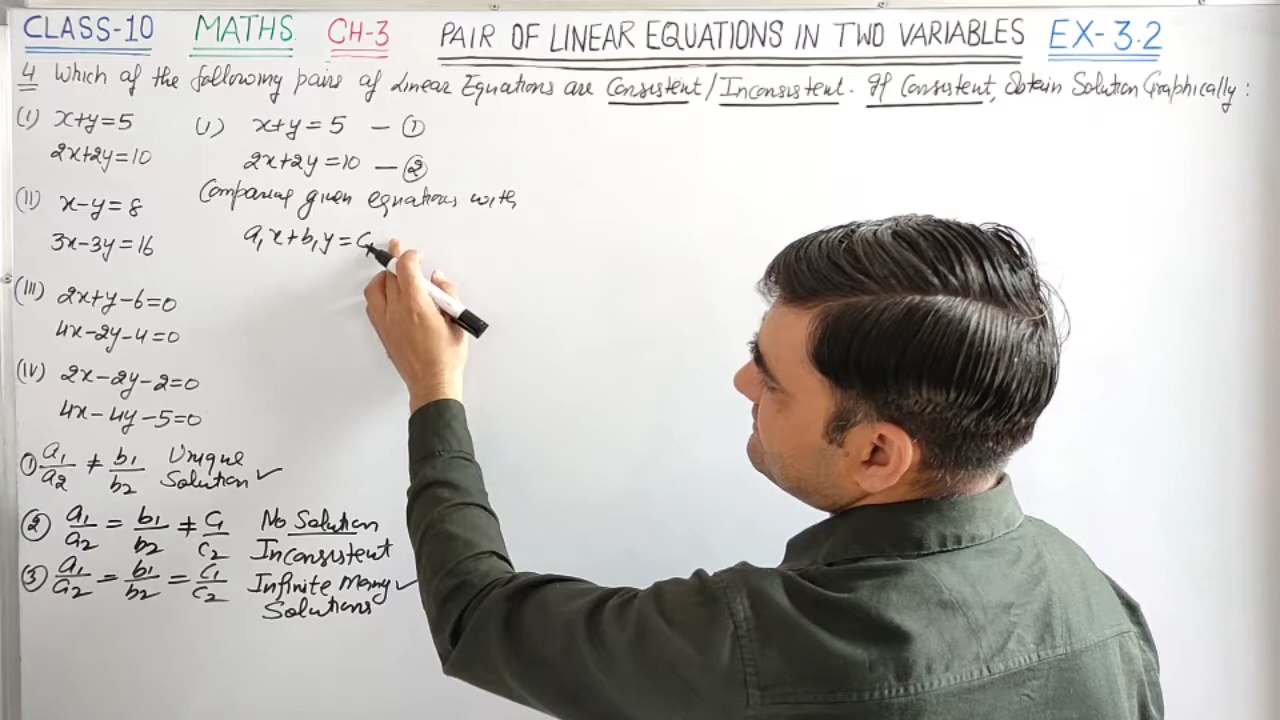 CLASS-10 MATHS CH-3 PAIR OF LINEAR EQUATIONS IN TWO VARIABLES EX-3.2
4 Which of the following pairs of Linear Equations are Consistent/Inconsistent. If Consistent, Obtain Solution Graphically:
(I) x+y=5
2x+2y=10
(II) x-y=8
3x-3y=16
(III) 2x+y-6=0
4x-2y-4=0
(IV) 2x-2y-2=0
4x-4y-5=0
① a₁/a₂ ≠ b₁/b₂ Unique Solution ✓
② a₁/a₂ = b₁/b₂ ≠ c₁/c₂ No Solution Inconsistent
③ a₁/a₂ = b₁/b₂ = c₁/c₂ Infinite Many Solutions ✓
(I) x+y=5 — ①
2x+2y=10 — ②
Comparing given equations with
a₁x+b₁y=c₁